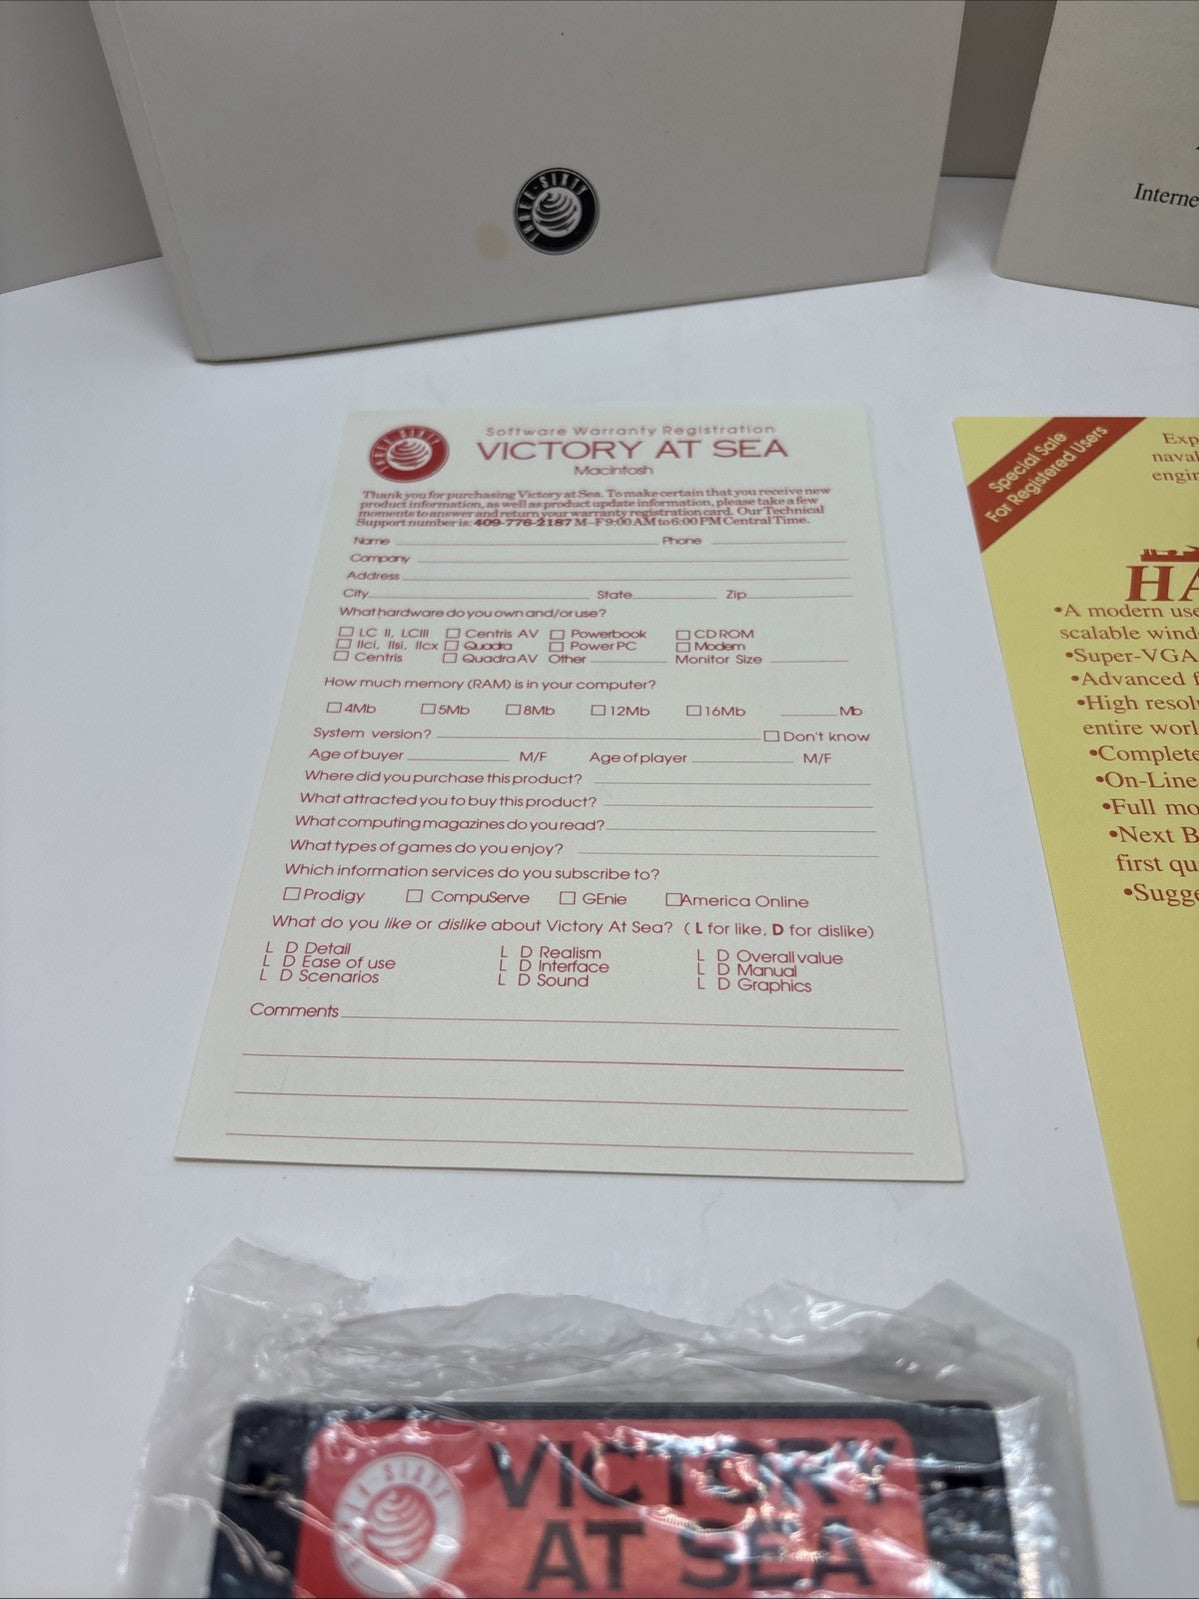 THREE-SIXTY
Interne
THREE-SIXTY
Software Warranty Registration
VICTORY AT SEA
Macintosh
Thank you for purchasing Victory at Sea. To make certain that you receive new
product information, as well as product update information, please take a few
moments to answer and return your warranty registration card. Our Technical
Support number is: 409-776-2187 M-F 9:00 AM to 6:00 PM Central Time.
Name Phone
Company
Address
City State Zip
What hardware do you own and/or use?
LC II, LCIII Centris AV Powerbook CD ROM
IIci, IIsi, IIcx Quadra Power PC Modem
Centris Quadra AV Other Monitor Size
How much memory (RAM) is in your computer?
4Mb 5Mb 8Mb 12Mb 16Mb Mb
System version? Don't know
Age of buyer M/F Age of player M/F
Where did you purchase this product?
What attracted you to buy this product?
What computing magazines do you read?
What types of games do you enjoy?
Which information services do you subscribe to?
Prodigy CompuServe GEnie America Online
What do you like or dislike about Victory At Sea? ( L for like, D for dislike)
L D Detail L D Realism L D Overall value
L D Ease of use L D Interface L D Manual
L D Scenarios L D Sound L D Graphics
Comments
Special Sale
For Registered Users
Exp
naval
engin
HA
•A modern use
scalable wind
•Super-VGA
•Advanced f
•High resol
entire worl
•Complete
•On-Line
•Full mo
•Next B
first qu
•Sugge
THREE-SIXTY
VICTORY
AT SEA